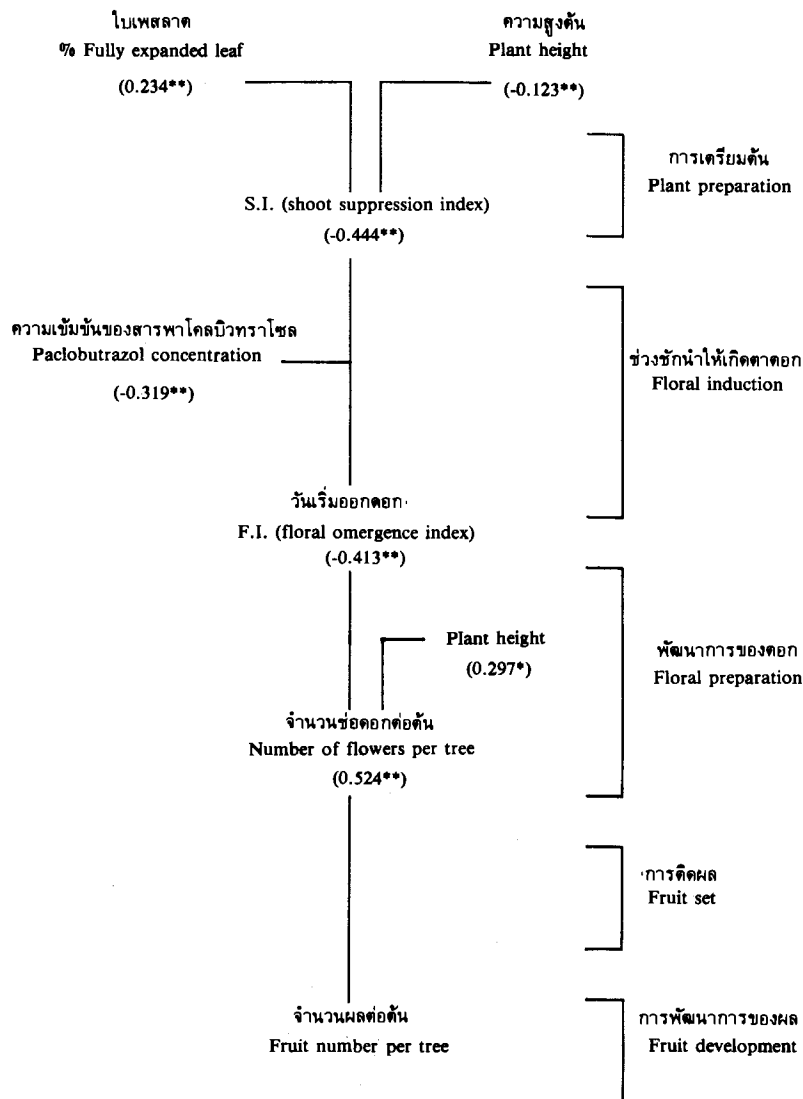 ใบเพสลาด
% Fully expanded leaf
(0.234**)
ความสูงต้น
Plant height
(-0.123**)
การเตรียมต้น
Plant preparation
S.I. (shoot suppression index)
(-0.444**)
ความเข้มข้นของสารพาโคลบิวทราโซล
Paclobutrazol concentration
(-0.319**)
ช่วงชักนำให้เกิดตาดอก
Floral induction
วันเริ่มออกดอก
F.I. (floral omergence index)
(-0.413**)
Plant height
(0.297*)
พัฒนาการของดอก
Floral preparation
จำนวนช่อดอกต่อต้น
Number of flowers per tree
(0.524**)
การติดผล
Fruit set
จำนวนผลต่อต้น
Fruit number per tree
การพัฒนาการของผล
Fruit development